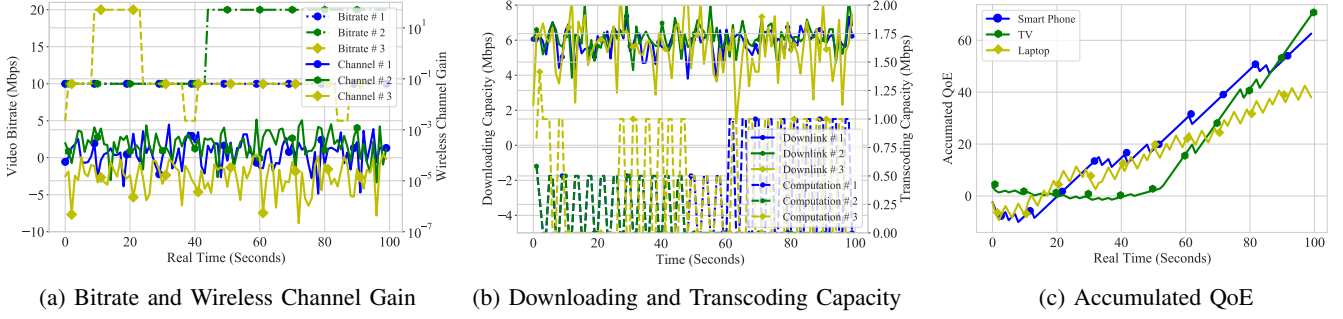 20
15
10
5
0
−5
−10
Video Bitrate (Mbps)
0
20
40
60
80
100
Real Time (Seconds)
10¹
10⁻¹
10⁻³
10⁻⁵
10⁻⁷
Wireless Channel Gain
Bitrate # 1
Bitrate # 2
Bitrate # 3
Channel # 1
Channel # 2
Channel # 3
(a) Bitrate and Wireless Channel Gain
8
6
4
2
0
−2
−4
Downloading Capacity (Mbps)
0
20
40
60
80
100
Time (Seconds)
2.00
1.75
1.50
1.25
1.00
0.75
0.50
0.25
0.00
Transcoding Capacity (Mbps)
Downlink # 1
Downlink # 2
Downlink # 3
Computation # 1
Computation # 2
Computation # 3
(b) Downloading and Transcoding Capacity
60
40
20
0
Accumulated QoE
0
20
40
60
80
100
Real Time (Seconds)
Smart Phone
TV
Laptop
(c) Accumulated QoE